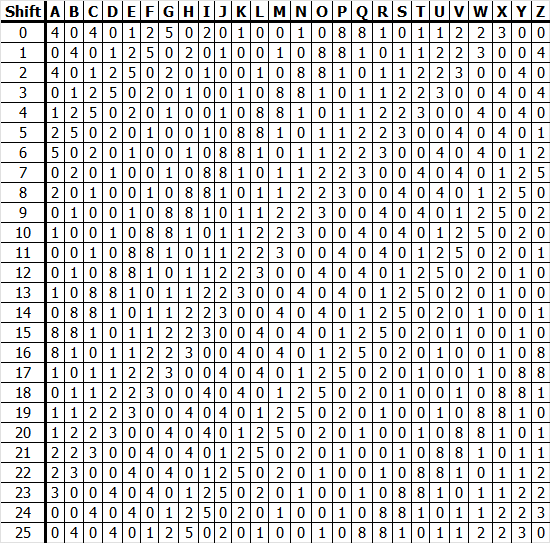 Shift A B C D E F G H I J K L M N O P Q R S T U V W X Y Z
0 4 0 4 0 1 2 5 0 2 0 1 0 0 1 0 8 8 1 0 1 1 2 2 3 0 0
1 0 4 0 1 2 5 0 2 0 1 0 0 1 0 8 8 1 0 1 1 2 2 3 0 0 4
2 4 0 1 2 5 0 2 0 1 0 0 1 0 8 8 1 0 1 1 2 2 3 0 0 4 0
3 0 1 2 5 0 2 0 1 0 0 1 0 8 8 1 0 1 1 2 2 3 0 0 4 0 4
4 1 2 5 0 2 0 1 0 0 1 0 8 8 1 0 1 1 2 2 3 0 0 4 0 4 0
5 2 5 0 2 0 1 0 0 1 0 8 8 1 0 1 1 2 2 3 0 0 4 0 4 0 1
6 5 0 2 0 1 0 0 1 0 8 8 1 0 1 1 2 2 3 0 0 4 0 4 0 1 2
7 0 2 0 1 0 0 1 0 8 8 1 0 1 1 2 2 3 0 0 4 0 4 0 1 2 5
8 2 0 1 0 0 1 0 8 8 1 0 1 1 2 2 3 0 0 4 0 4 0 1 2 5 0
9 0 1 0 0 1 0 8 8 1 0 1 1 2 2 3 0 0 4 0 4 0 1 2 5 0 2
10 1 0 0 1 0 8 8 1 0 1 1 2 2 3 0 0 4 0 4 0 1 2 5 0 2 0
11 0 0 1 0 8 8 1 0 1 1 2 2 3 0 0 4 0 4 0 1 2 5 0 2 0 1
12 0 1 0 8 8 1 0 1 1 2 2 3 0 0 4 0 4 0 1 2 5 0 2 0 1 0
13 1 0 8 8 1 0 1 1 2 2 3 0 0 4 0 4 0 1 2 5 0 2 0 1 0 0
14 0 8 8 1 0 1 1 2 2 3 0 0 4 0 4 0 1 2 5 0 2 0 1 0 0 1
15 8 8 1 0 1 1 2 2 3 0 0 4 0 4 0 1 2 5 0 2 0 1 0 0 1 0
16 8 1 0 1 1 2 2 3 0 0 4 0 4 0 1 2 5 0 2 0 1 0 0 1 0 8
17 1 0 1 1 2 2 3 0 0 4 0 4 0 1 2 5 0 2 0 1 0 0 1 0 8 8
18 0 1 1 2 2 3 0 0 4 0 4 0 1 2 5 0 2 0 1 0 0 1 0 8 8 1
19 1 1 2 2 3 0 0 4 0 4 0 1 2 5 0 2 0 1 0 0 1 0 8 8 1 0
20 1 2 2 3 0 0 4 0 4 0 1 2 5 0 2 0 1 0 0 1 0 8 8 1 0 1
21 2 2 3 0 0 4 0 4 0 1 2 5 0 2 0 1 0 0 1 0 8 8 1 0 1 1
22 2 3 0 0 4 0 4 0 1 2 5 0 2 0 1 0 0 1 0 8 8 1 0 1 1 2
23 3 0 0 4 0 4 0 1 2 5 0 2 0 1 0 0 1 0 8 8 1 0 1 1 2 2
24 0 0 4 0 4 0 1 2 5 0 2 0 1 0 0 1 0 8 8 1 0 1 1 2 2 3
25 0 4 0 4 0 1 2 5 0 2 0 1 0 0 1 0 8 8 1 0 1 1 2 2 3 0